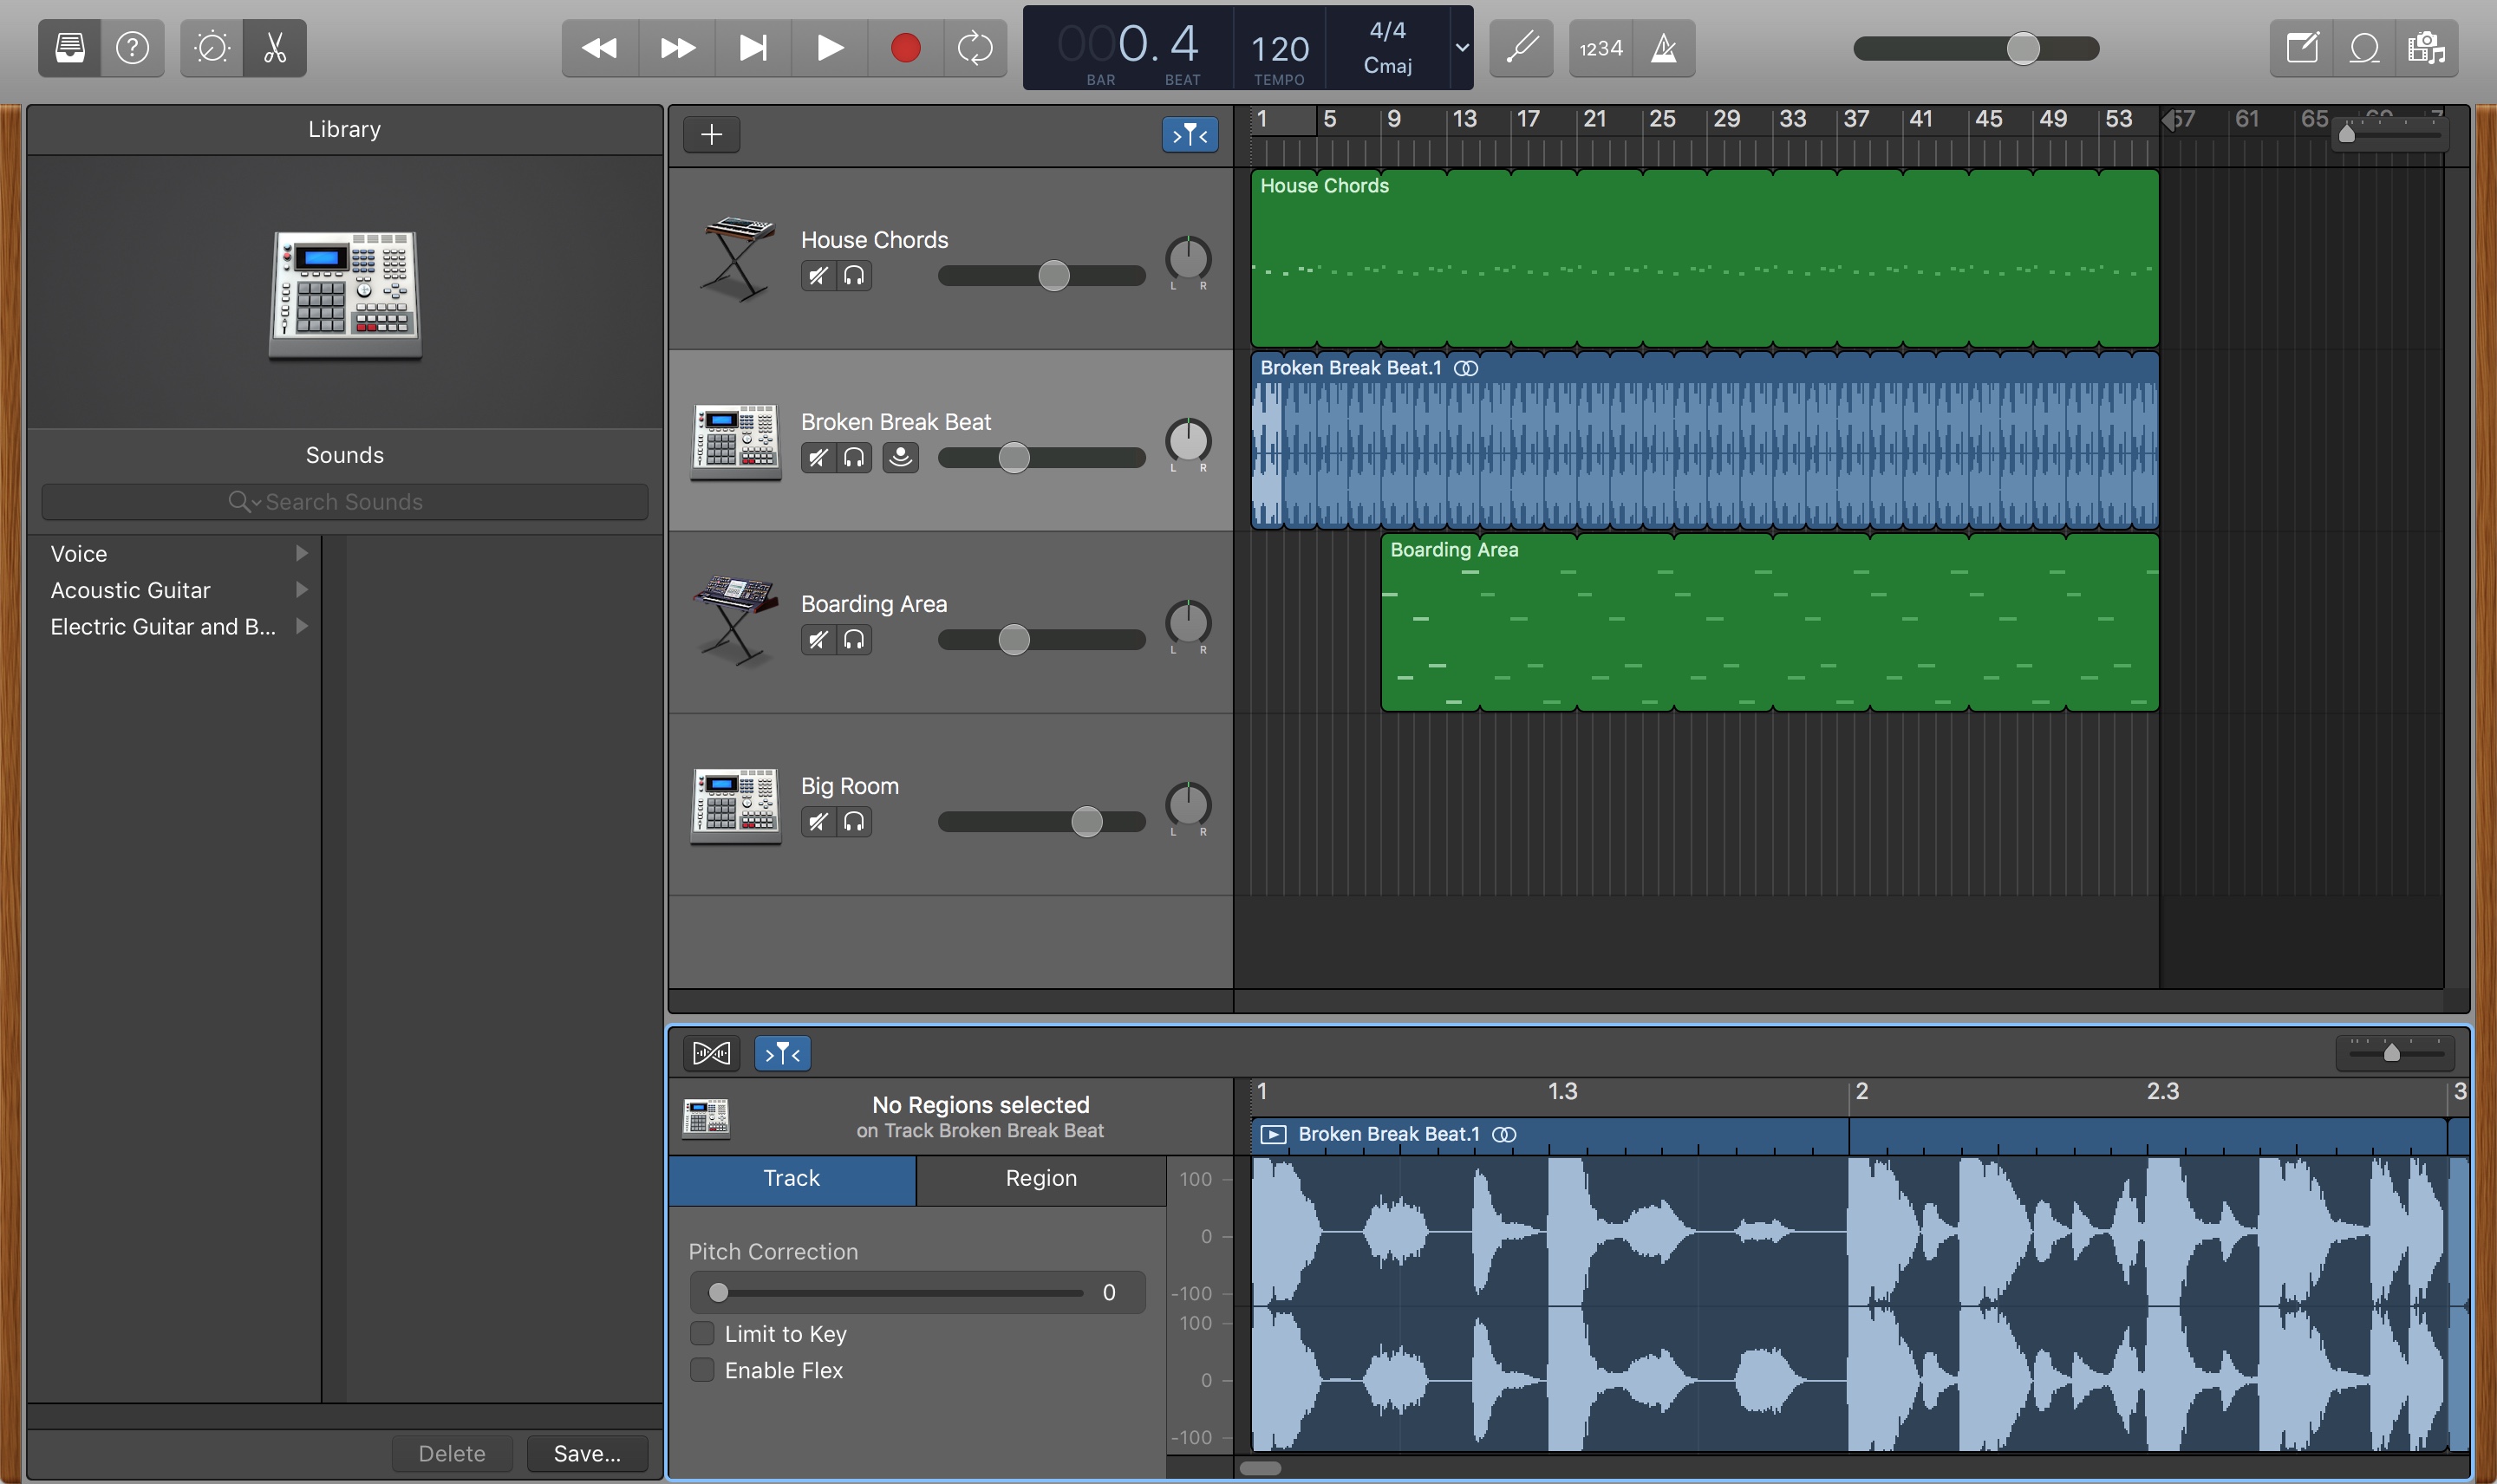 000.4
BAR
BEAT
120
TEMPO
4/4
Cmaj
1234
Library
Sounds
Search Sounds
Voice
Acoustic Guitar
Electric Guitar and B...
Delete
Save...
1 5 9 13 17 21 25 29 33 37 41 45 49 53 57 61 65 69
House Chords
L R
House Chords
Broken Break Beat
L R
Broken Break Beat.1
Boarding Area
L R
Boarding Area
Big Room
L R
No Regions selected
on Track Broken Break Beat
Track
Region
Pitch Correction
0
Limit to Key
Enable Flex
1 1.3 2 2.3 3
Broken Break Beat.1
100
0
-100
100
0
-100